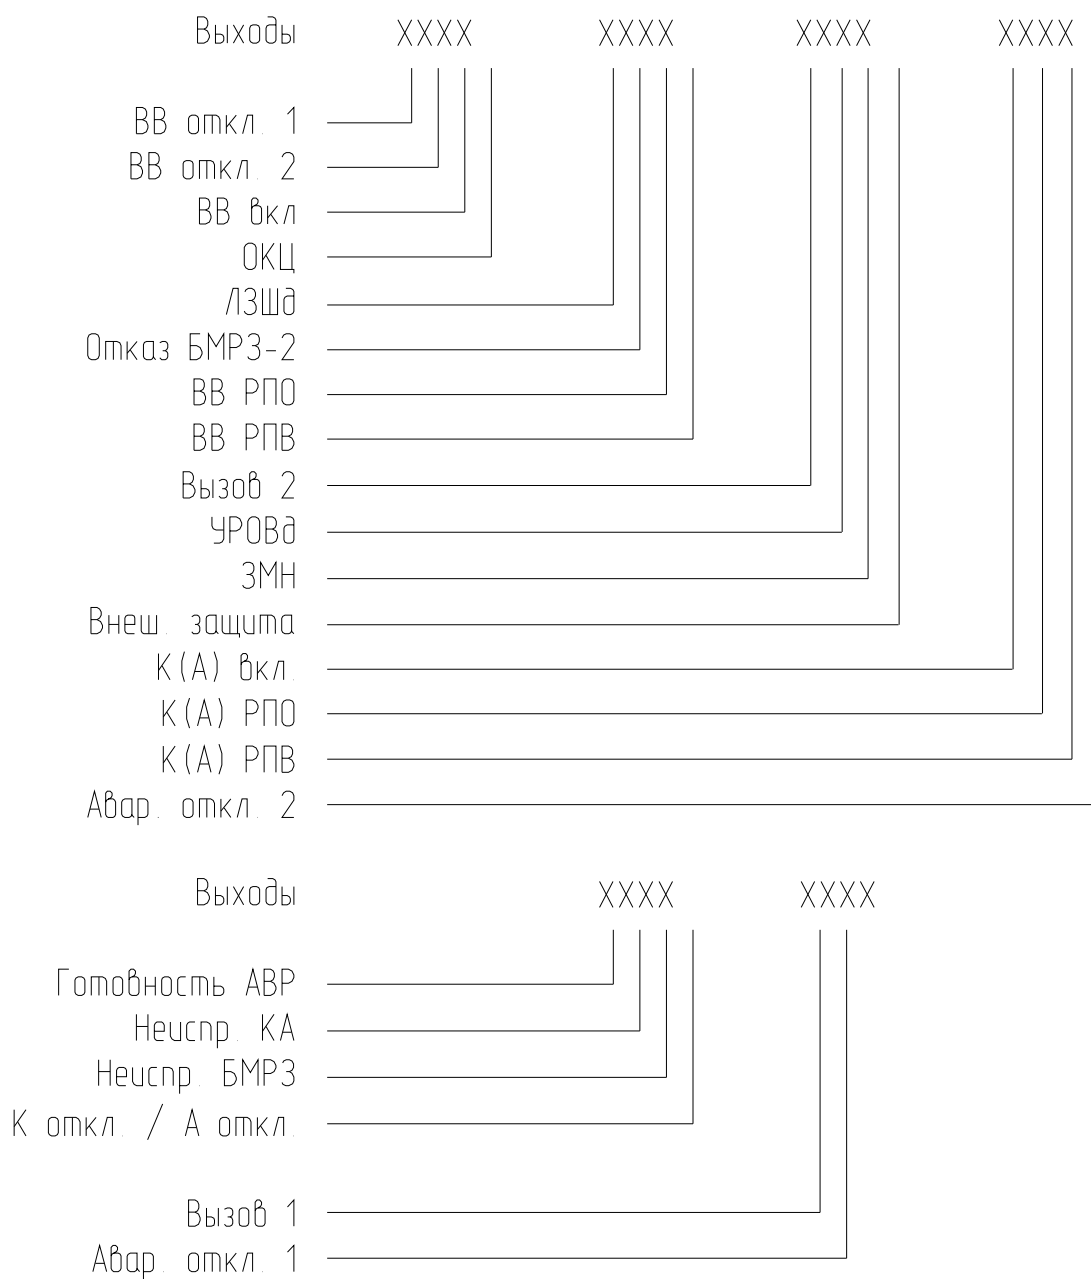 Выходы XXXX XXXX XXXX XXXX
ВВ откл. 1
ВВ откл. 2
ВВ вкл
ОКЦ
ЛЗШд
Отказ БМРЗ-2
ВВ РПО
ВВ РПВ
Вызов 2
УРОВд
ЗМН
Внеш. защита
К(А) вкл.
К(А) РПО
К(А) РПВ
Авар. откл. 2
Выходы XXXX XXXX
Готовность АВР
Неиспр. КА
Неиспр. БМРЗ
К откл. / А откл.
Вызов 1
Авар. откл. 1